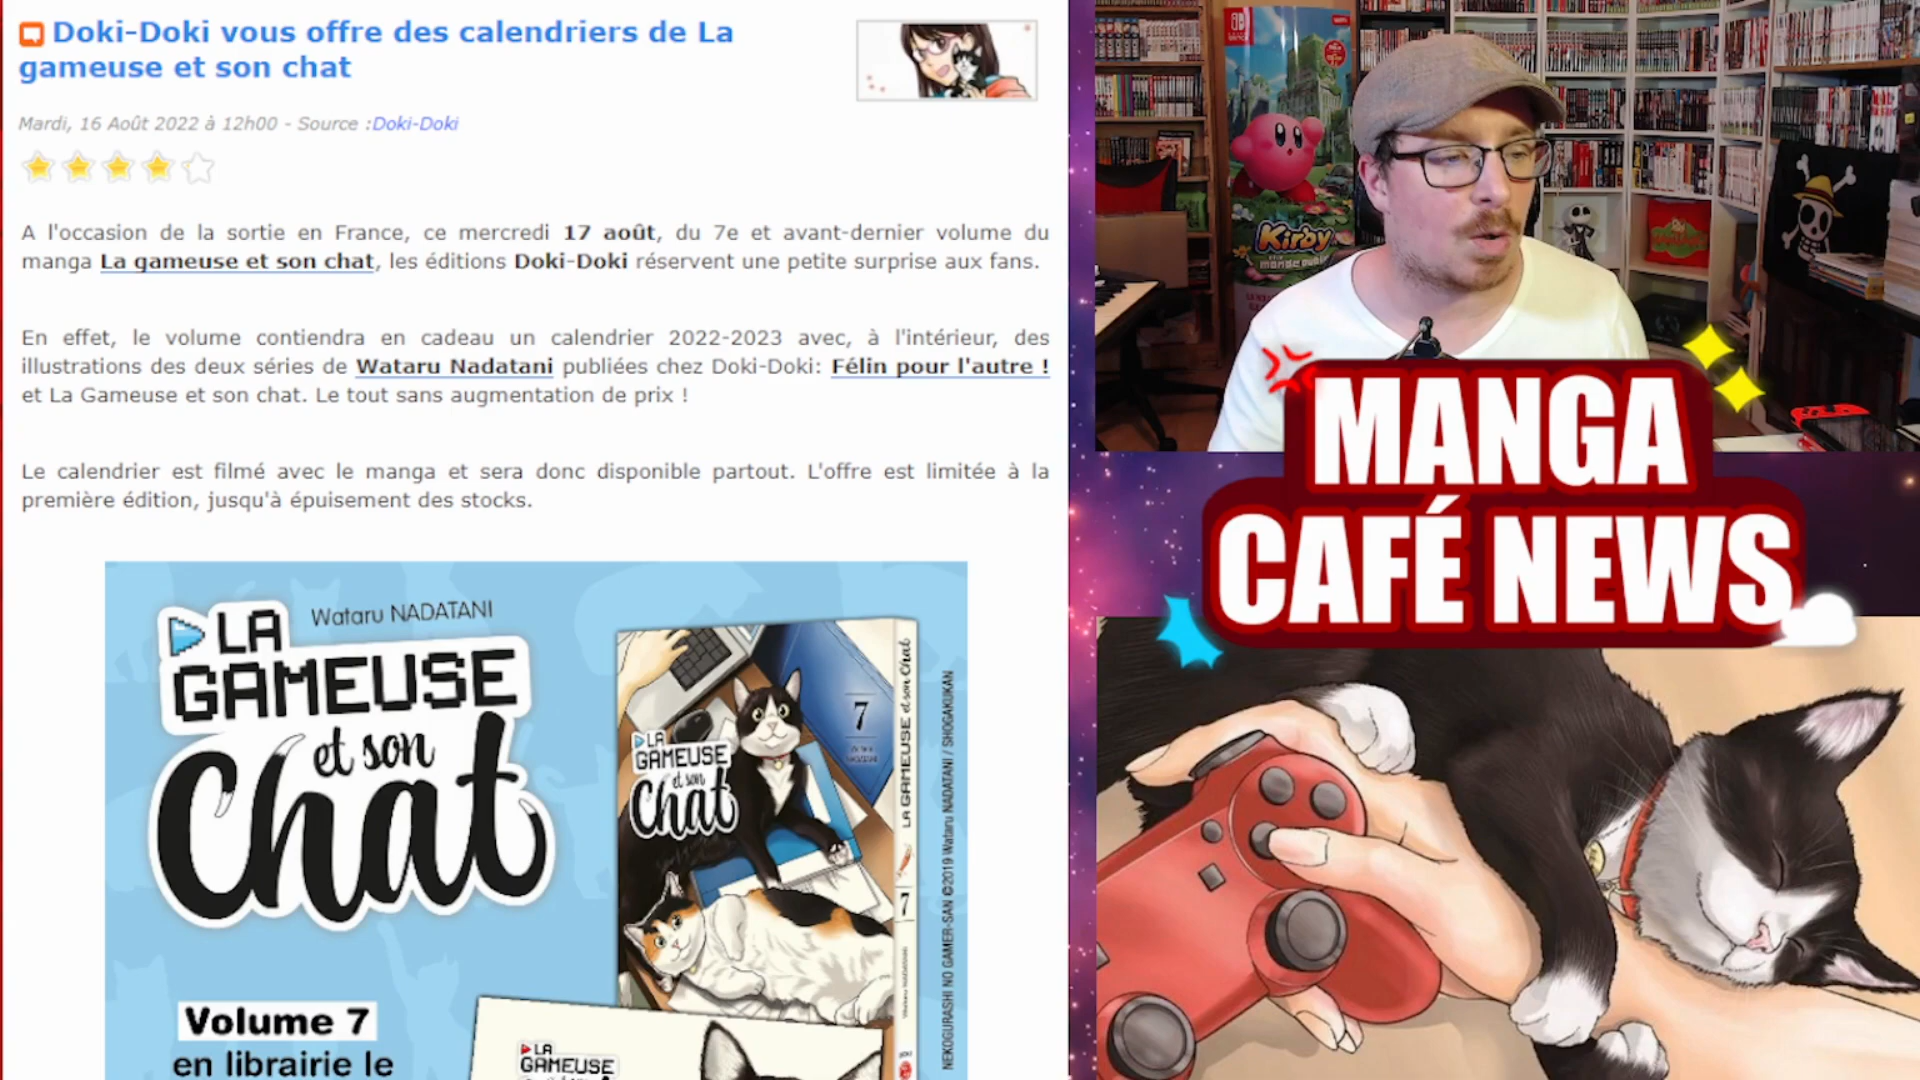 Doki-Doki vous offre des calendriers de La
gameuse et son chat
Mardi, 16 Août 2022 à 12h00 - Source :Doki-Doki
A l'occasion de la sortie en France, ce mercredi 17 août, du 7e et avant-dernier volume du
manga La gameuse et son chat, les éditions Doki-Doki réservent une petite surprise aux fans.
En effet, le volume contiendra en cadeau un calendrier 2022-2023 avec, à l'intérieur, des
illustrations des deux séries de Wataru Nadatani publiées chez Doki-Doki: Félin pour l'autre !
et La Gameuse et son chat. Le tout sans augmentation de prix !
Le calendrier est filmé avec le manga et sera donc disponible partout. L'offre est limitée à la
première édition, jusqu'à épuisement des stocks.
Wataru NADATANI
LA
GAMEUSE
et son
Chat
Volume 7
en librairie le
LA
GAMEUSE
et son
Chat
7
LA GAMEUSE et son Chat
7
NEKOGURASHI NO GAMER-SAN ©2019 Wataru NADATANI / SHOGAKUKAN
LA
GAMEUSE
Kirby
MANGA
CAFÉ NEWS